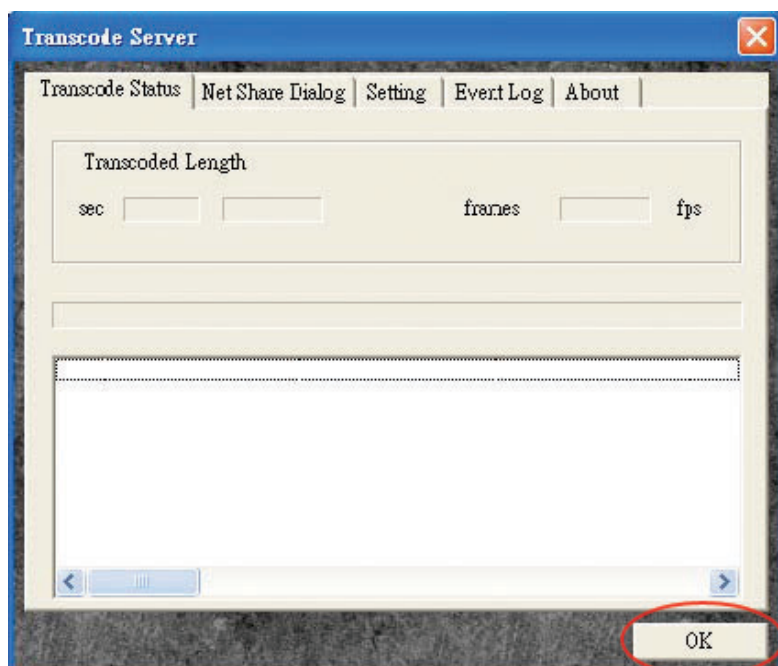 Transcode Server
Transcode Status Net Share Dialog Setting Event Log About
Transcoded Length
sec frames fps
OK